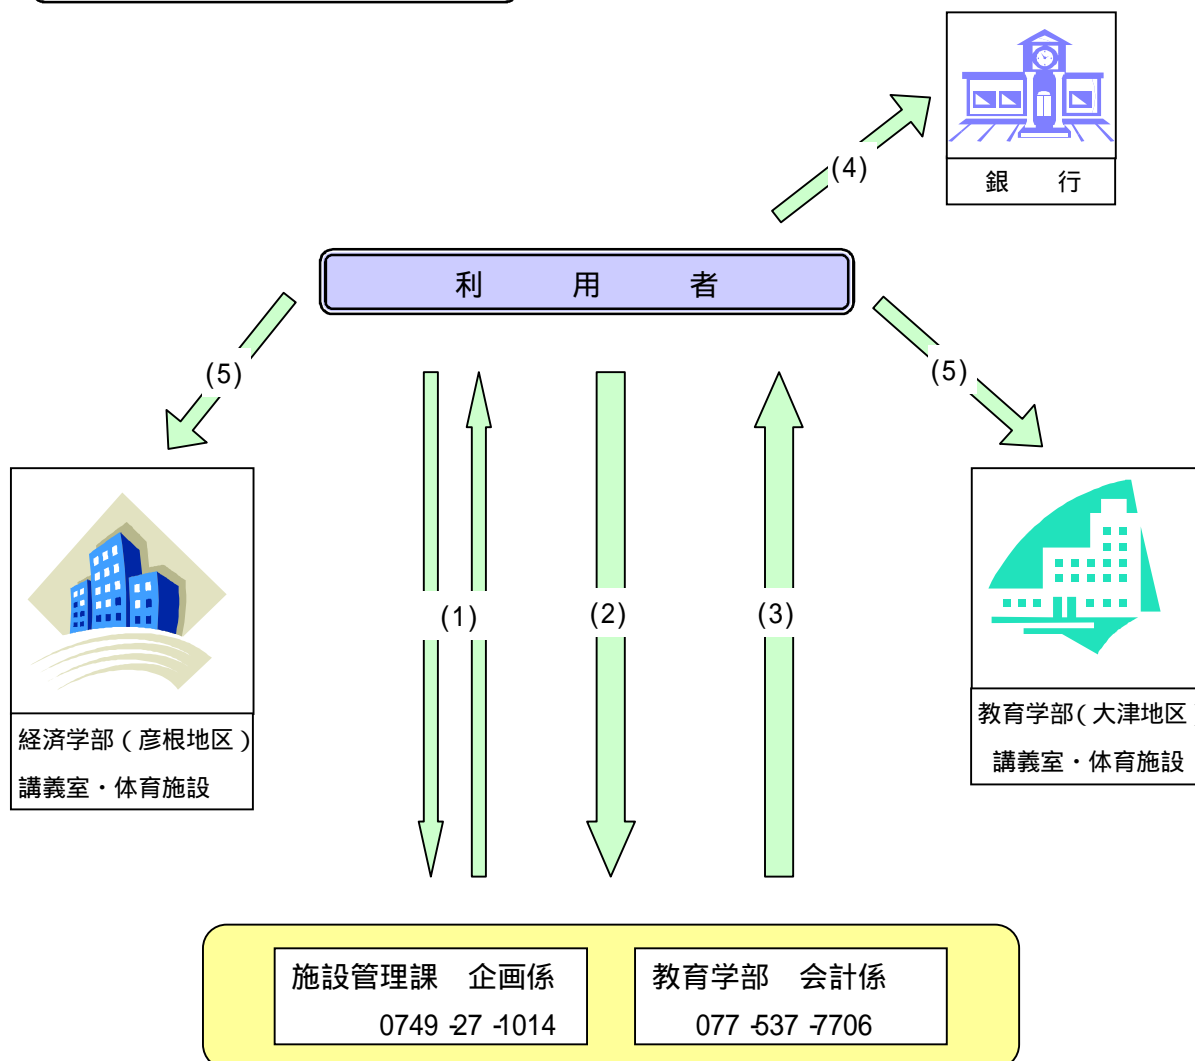 銀　行
(4)
利　用　者
(5)
(5)
(1)
(2)
(3)
経済学部(彦根地区)
講義室・体育施設
教育学部(大津地区)
講義室・体育施設
施設管理課　企画係
0749-27-1014
教育学部　会計係
077-537-7706